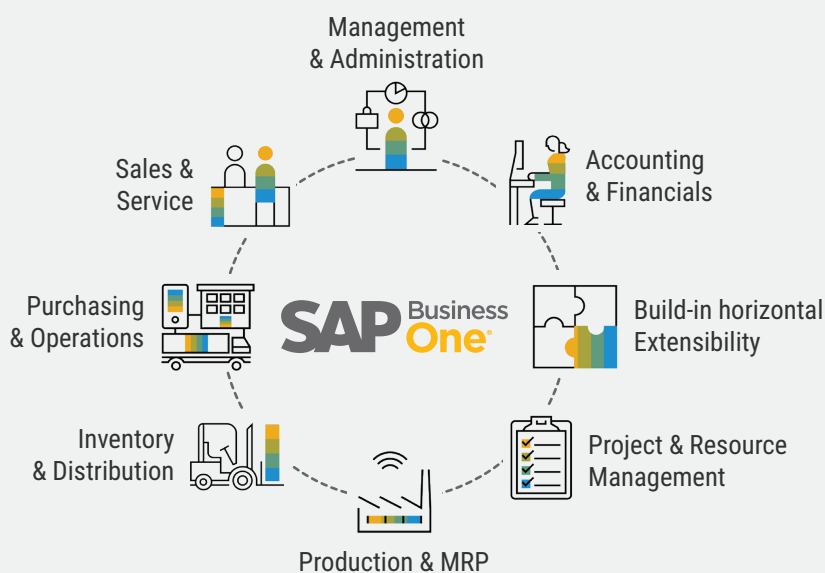 Management
& Administration
Accounting
& Financials
Build-in horizontal
Extensibility
Project & Resource
Management
Production & MRP
Inventory
& Distribution
Purchasing
& Operations
Sales &
Service
SAP Business
One